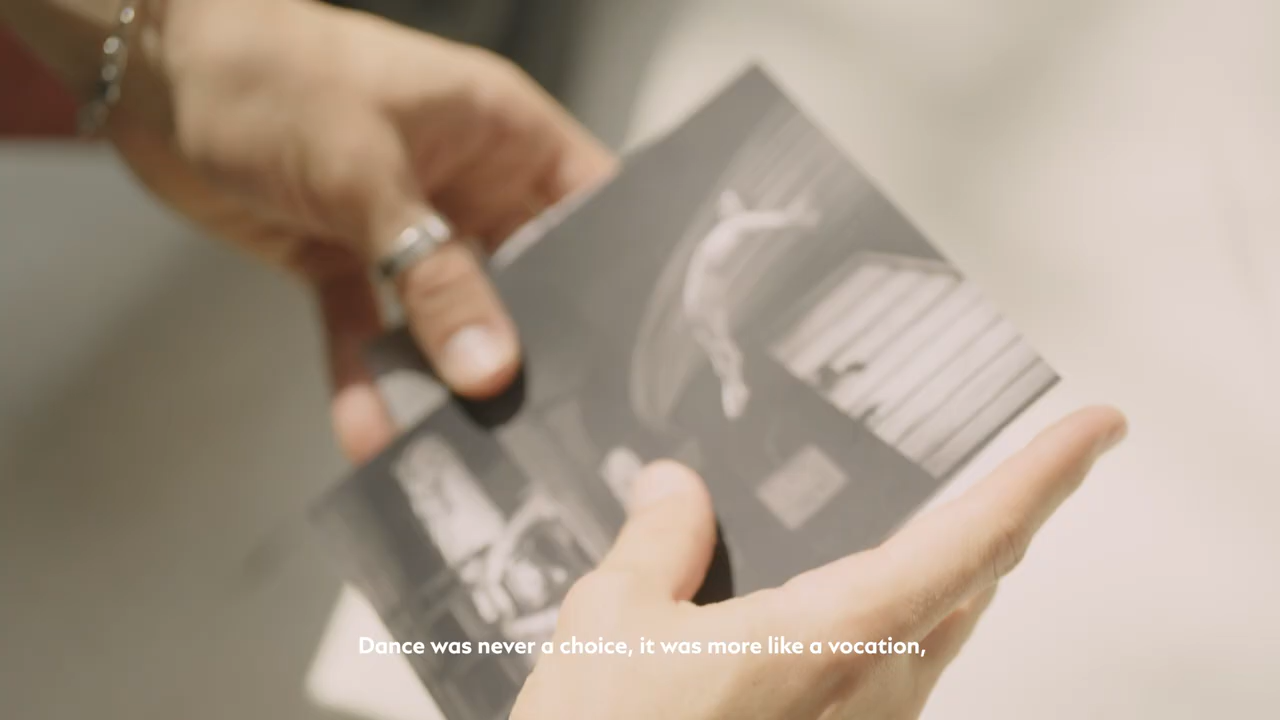 Dance was never a choice, it was more like a vocation,